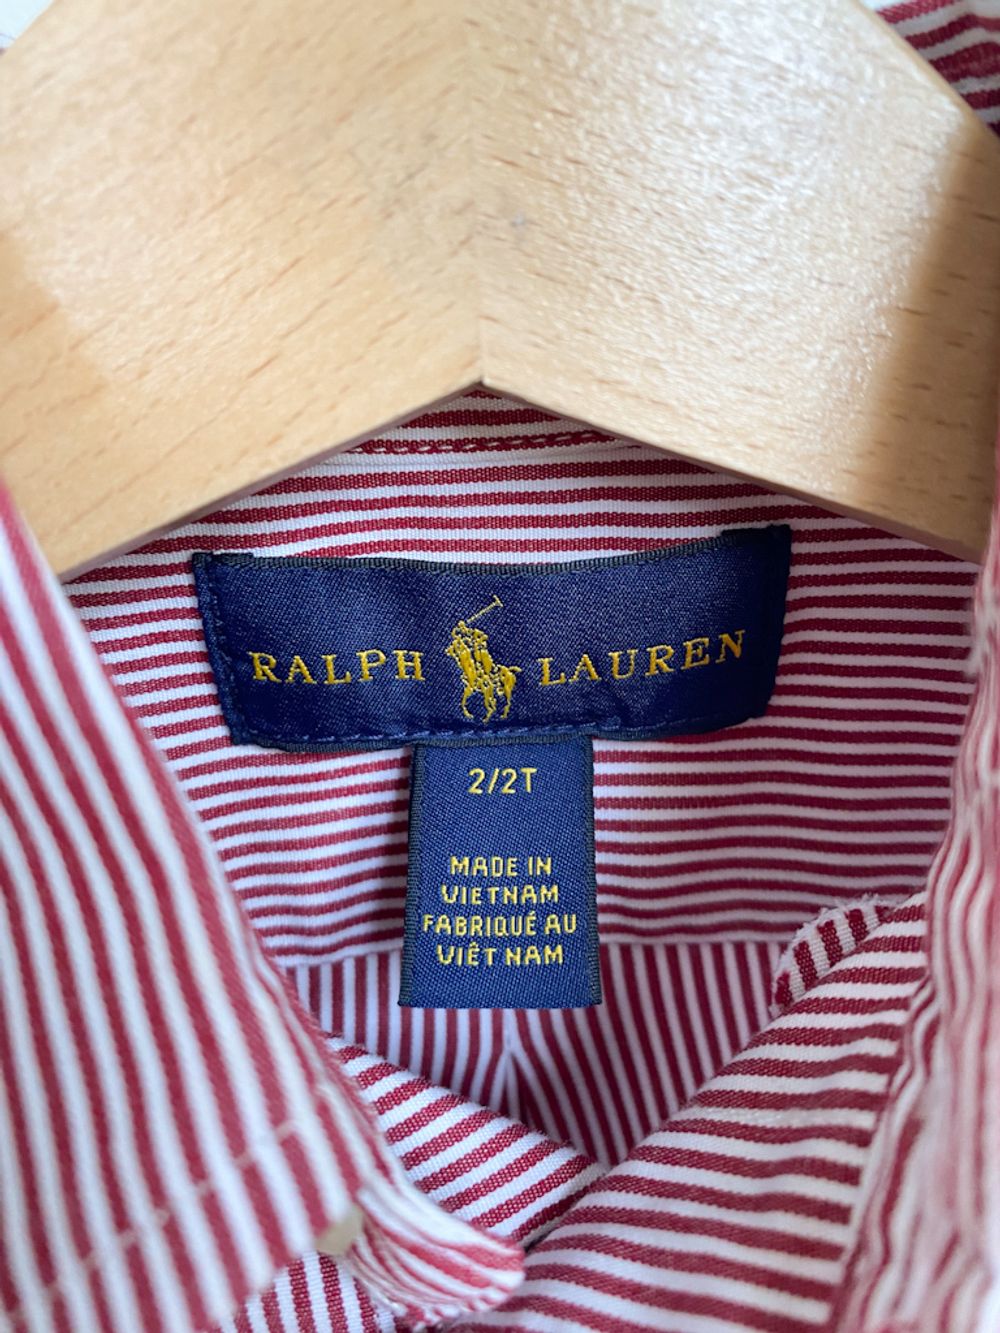 RALPH LAUREN
2/2T
MADE IN
VIETNAM
FABRIQUÉ AU
VIÊT NAM